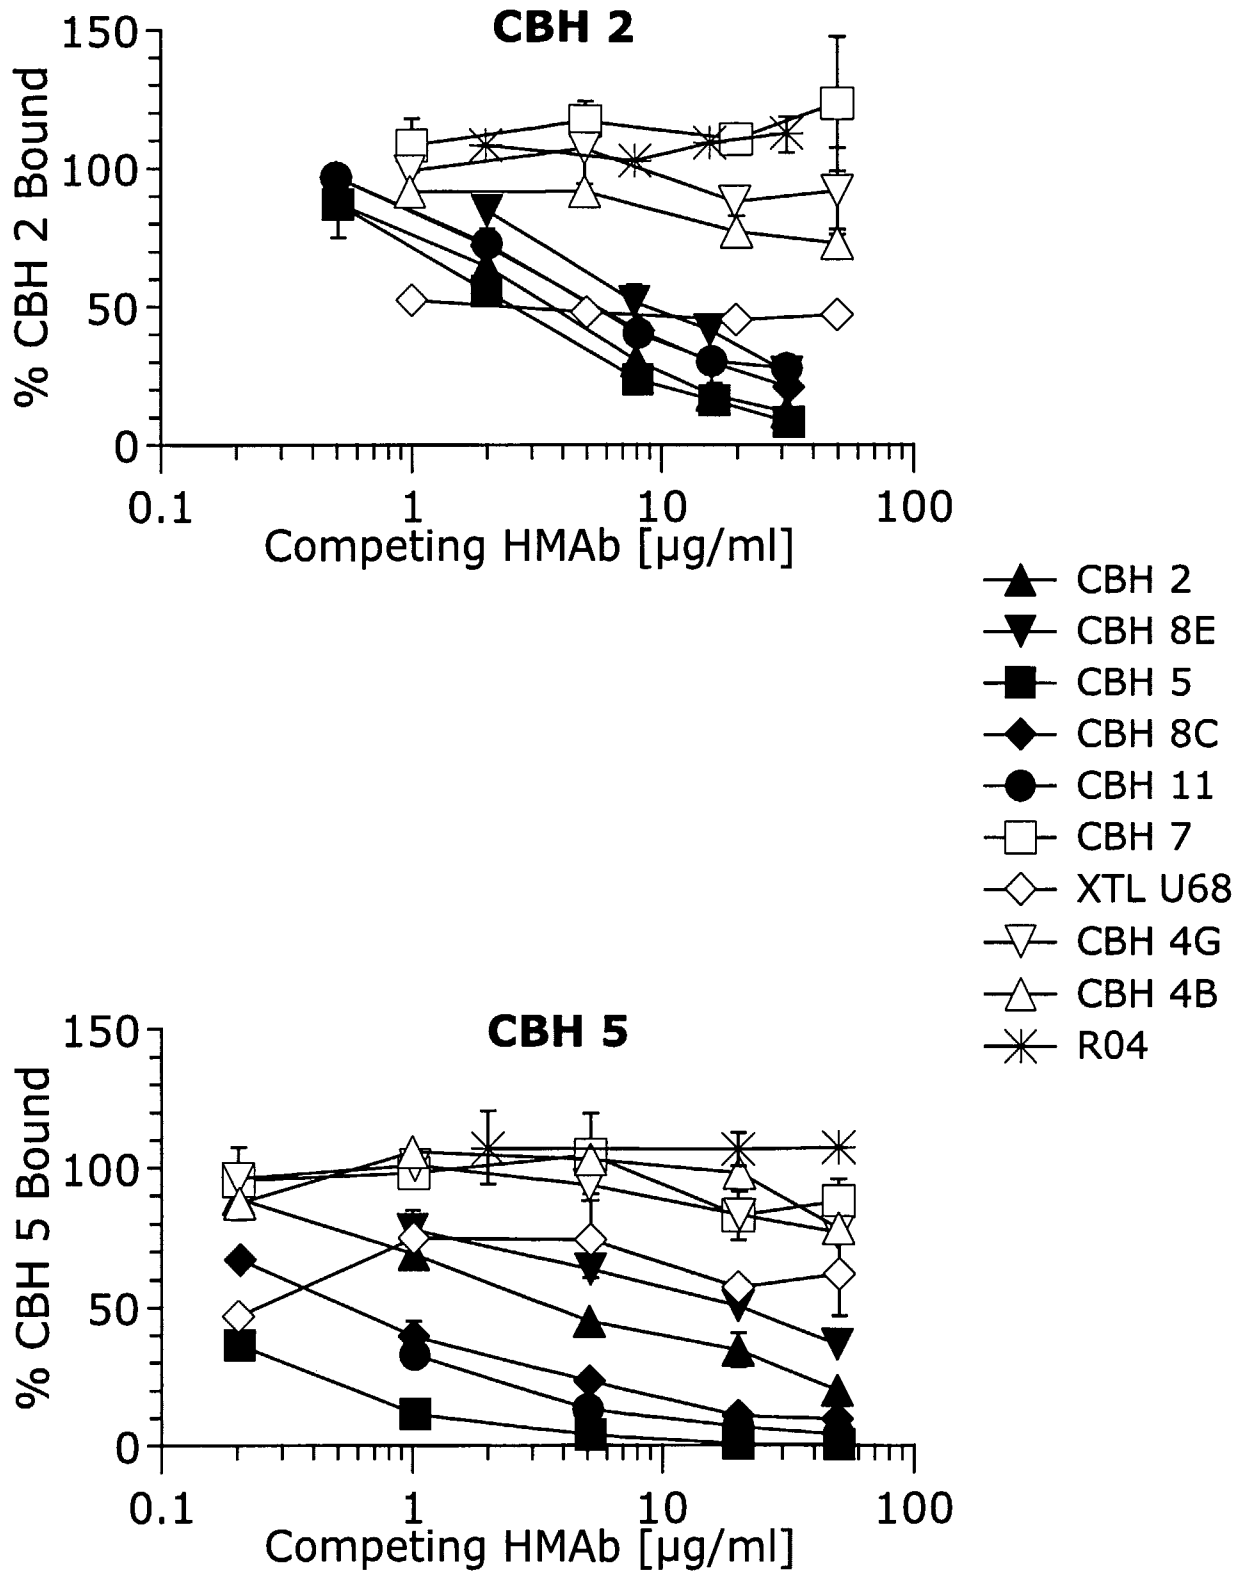 CBH 2
150
100
50
0
% CBH 2 Bound
0.1 1 10 100
Competing HMAb [µg/ml]
CBH 2
CBH 8E
CBH 5
CBH 8C
CBH 11
CBH 7
XTL U68
CBH 4G
CBH 4B
R04
CBH 5
150
100
50
0
% CBH 5 Bound
0.1 1 10 100
Competing HMAb [µg/ml]